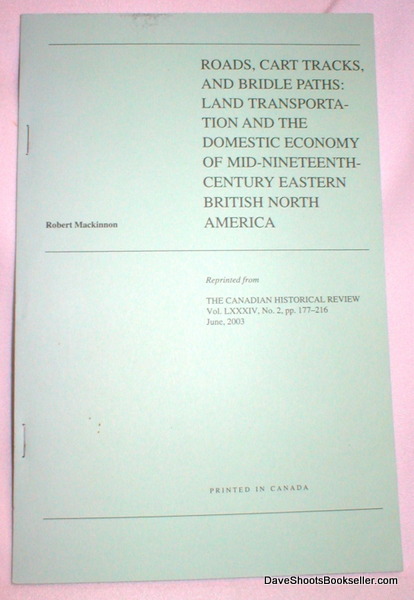 ROADS, CART TRACKS,
AND BRIDLE PATHS:
LAND TRANSPORTA-
TION AND THE
DOMESTIC ECONOMY
OF MID-NINETEENTH-
CENTURY EASTERN
BRITISH NORTH
AMERICA
Robert Mackinnon
Reprinted from
THE CANADIAN HISTORICAL REVIEW
Vol. LXXXIV, No. 2, pp. 177–216
June, 2003
PRINTED IN CANADA
DaveShootsBookseller.com